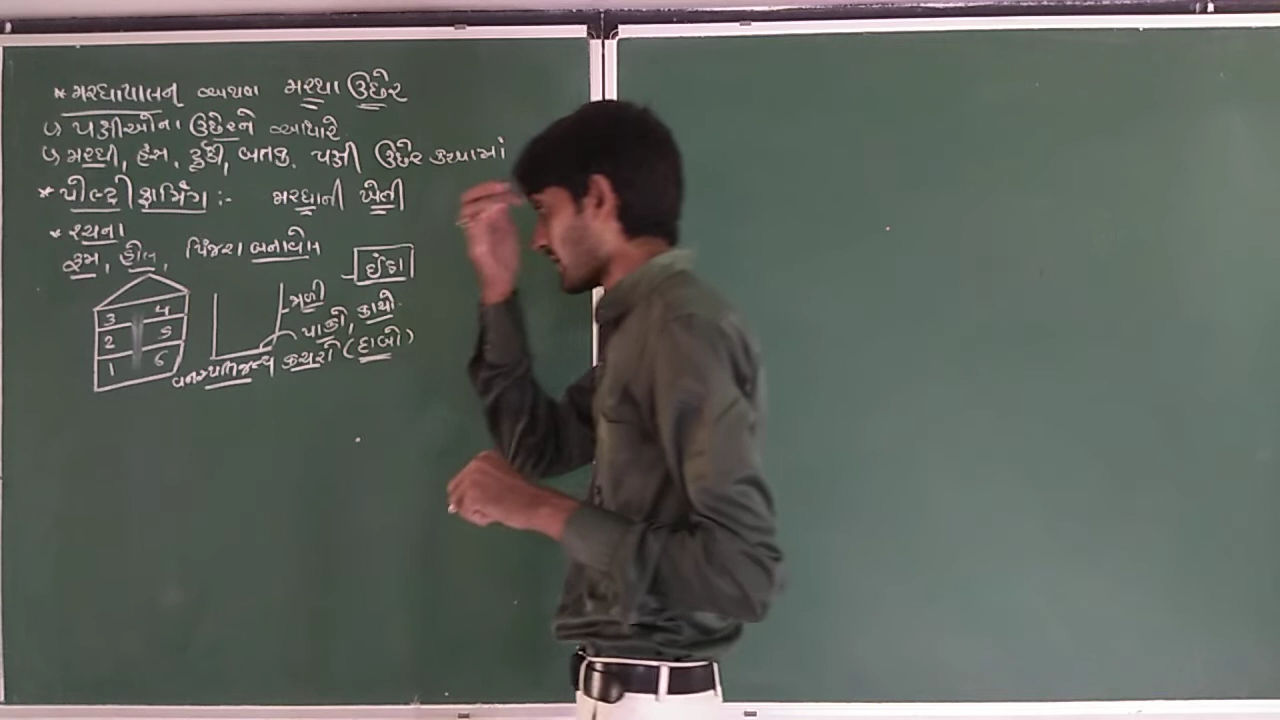 * મરઘાપાલન અથવા મરઘા ઉછેર
↳ પક્ષીઓના ઉછેરને આધારે
↳ મરઘી, હંસ, ટર્કી, બતક, પક્ષી ઉછેર કરવામાં
* પોલ્ટ્રી ફાર્મિંગ :- મરઘાની ખેતી
* રચના
રૂમ, હોલ, પિંજરા બનાવેલ
ઈંડા
3 4
2 5
1 6
જાળી
પાકો, કાચો
વનસ્પતિજન્ય કચરો (દાબો)